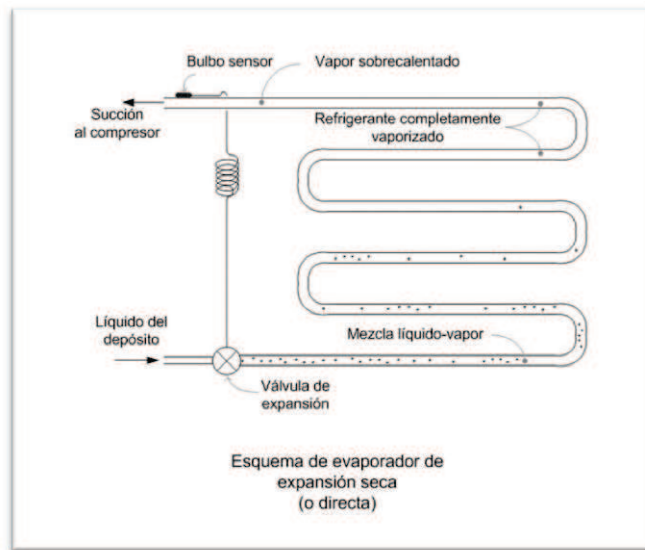 Bulbo sensor
Vapor sobrecalentado
Succión
al compresor
Refrigerante completamente
vaporizado
Líquido del
depósito
Mezcla líquido-vapor
Válvula de
expansión
Esquema de evaporador de
expansión seca
(o directa)